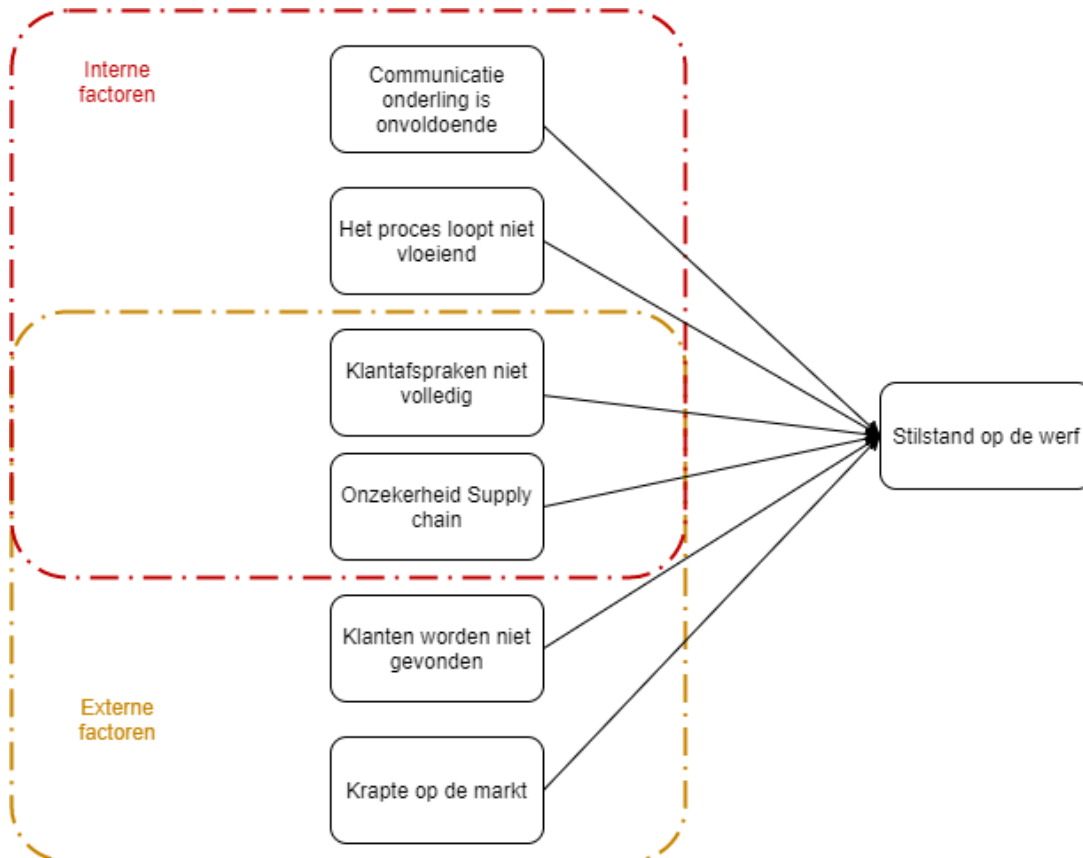 Interne
factoren
Communicatie
onderling is
onvoldoende
Het proces loopt niet
vloeiend
Klantafspraken niet
volledig
Stilstand op de werf
Onzekerheid Supply
chain
Klanten worden niet
gevonden
Externe
factoren
Krapte op de markt